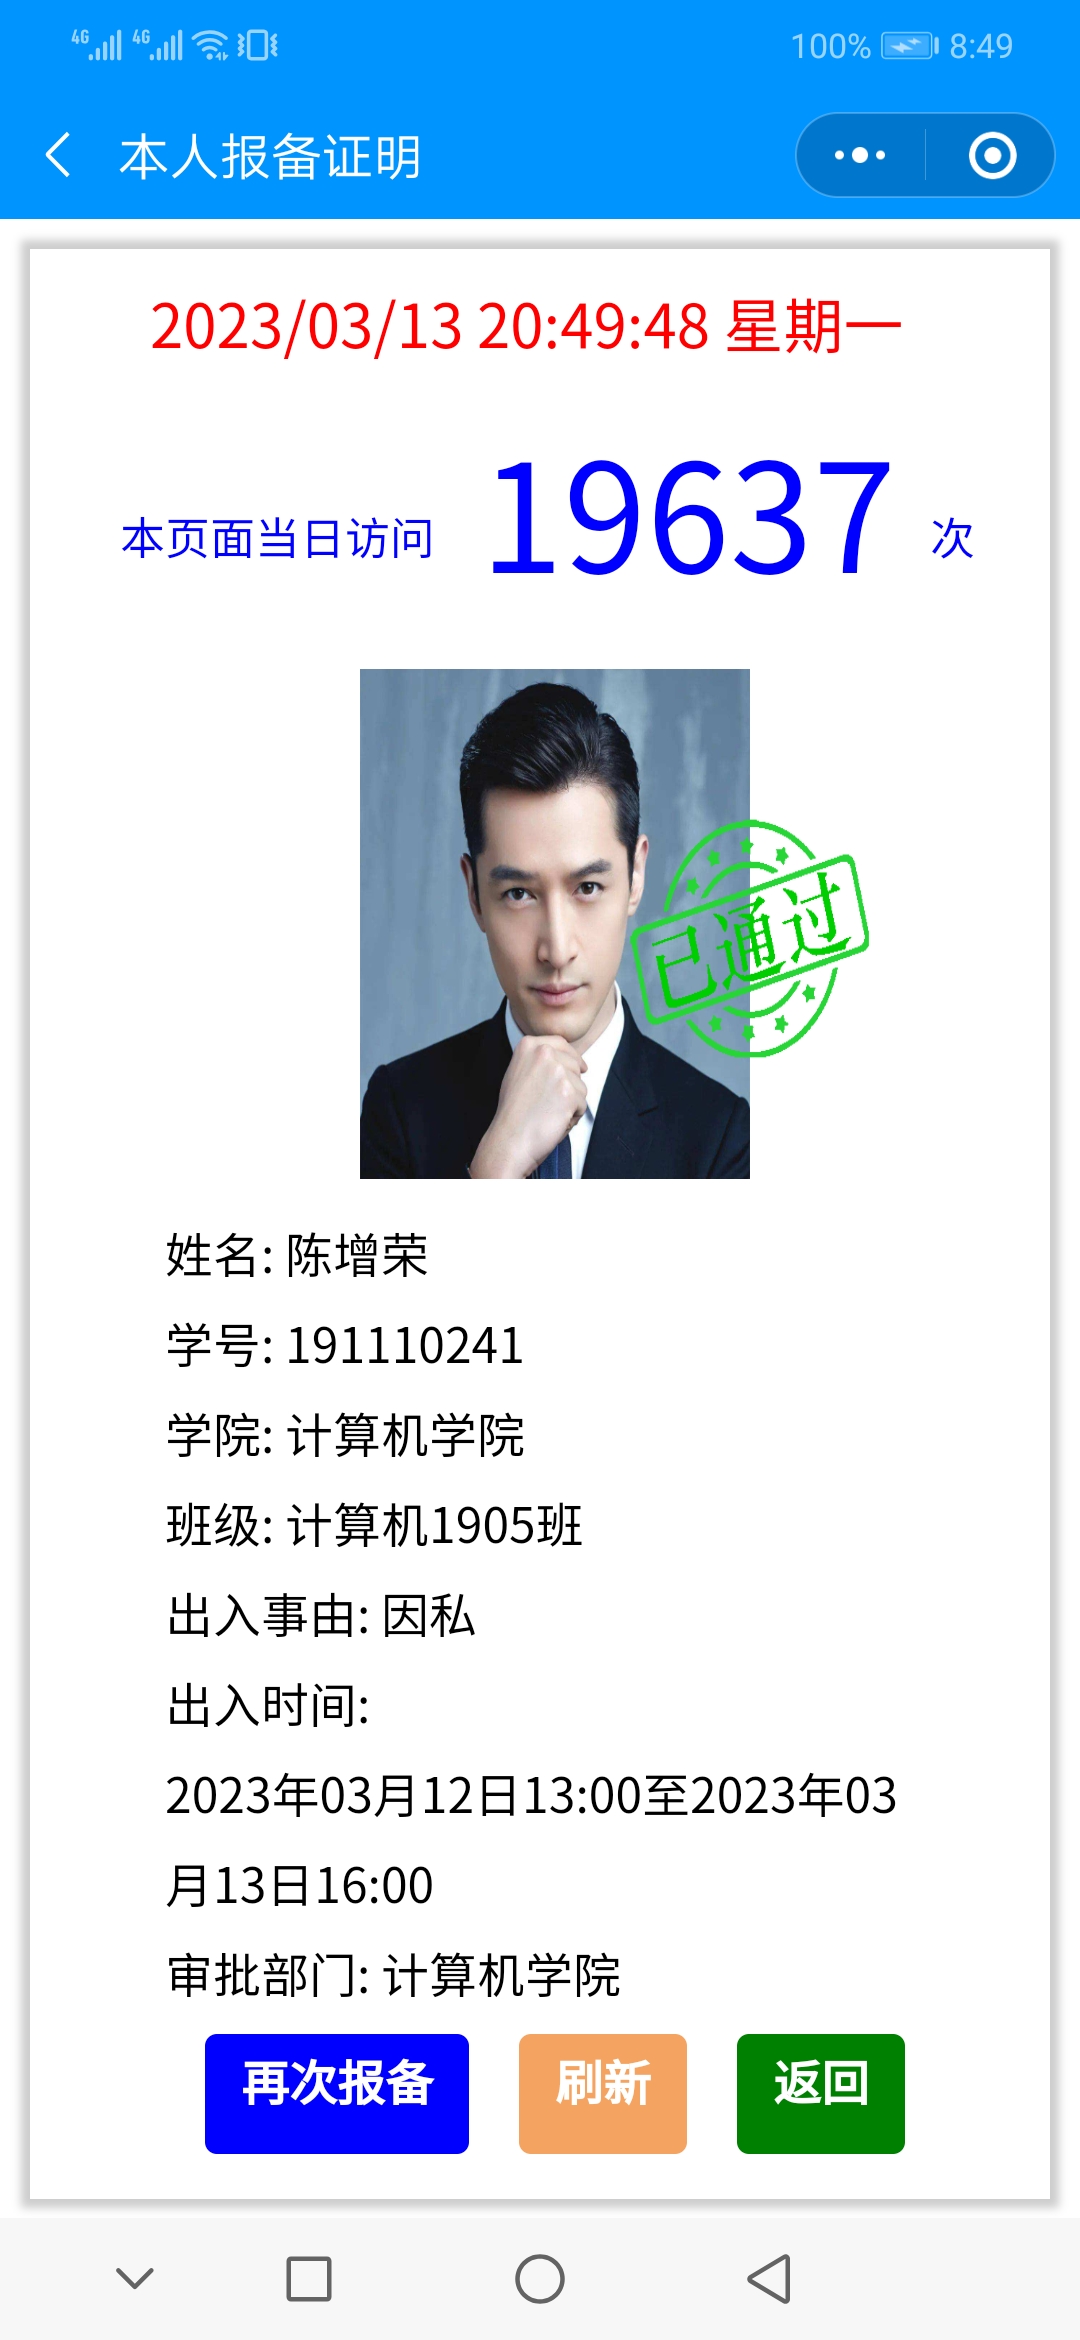 4G 4G 100% 8:49
本人报备证明
2023/03/13 20:49:48 星期一
本页面当日访问 19637 次
已通过
姓名: 陈增荣
学号: 191110241
学院: 计算机学院
班级: 计算机1905班
出入事由: 因私
出入时间:
2023年03月12日13:00至2023年03
月13日16:00
审批部门: 计算机学院
再次报备 刷新 返回